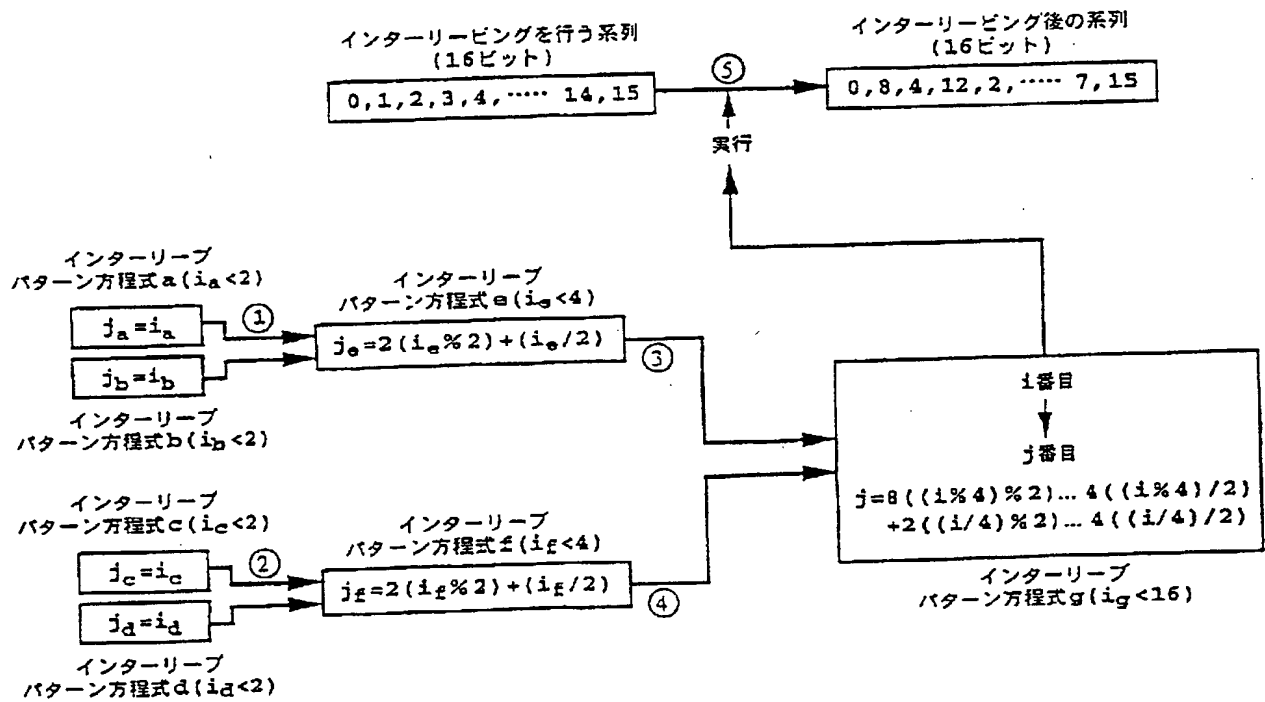 インターリービングを行う系列
(16ビット)
0,1,2,3,4,····· 14,15
⑤
インターリービング後の系列
(16ビット)
0,8,4,12,2,····· 7,15
実行
インターリーブ
パターン方程式a(ia<2)
ja=ia
①
jb=ib
インターリーブ
パターン方程式b(ib<2)
インターリーブ
パターン方程式e(ie<4)
je=2(ie%2)+(ie/2)
③
インターリーブ
パターン方程式c(ic<2)
jc=ic
②
jd=id
インターリーブ
パターン方程式d(id<2)
インターリーブ
パターン方程式f(if<4)
jf=2(if%2)+(if/2)
④
i番目
j番目
j=8((i%4)%2)… 4((i%4)/2)
+2((i/4)%2)… 4((i/4)/2)
インターリーブ
パターン方程式g(ig<16)